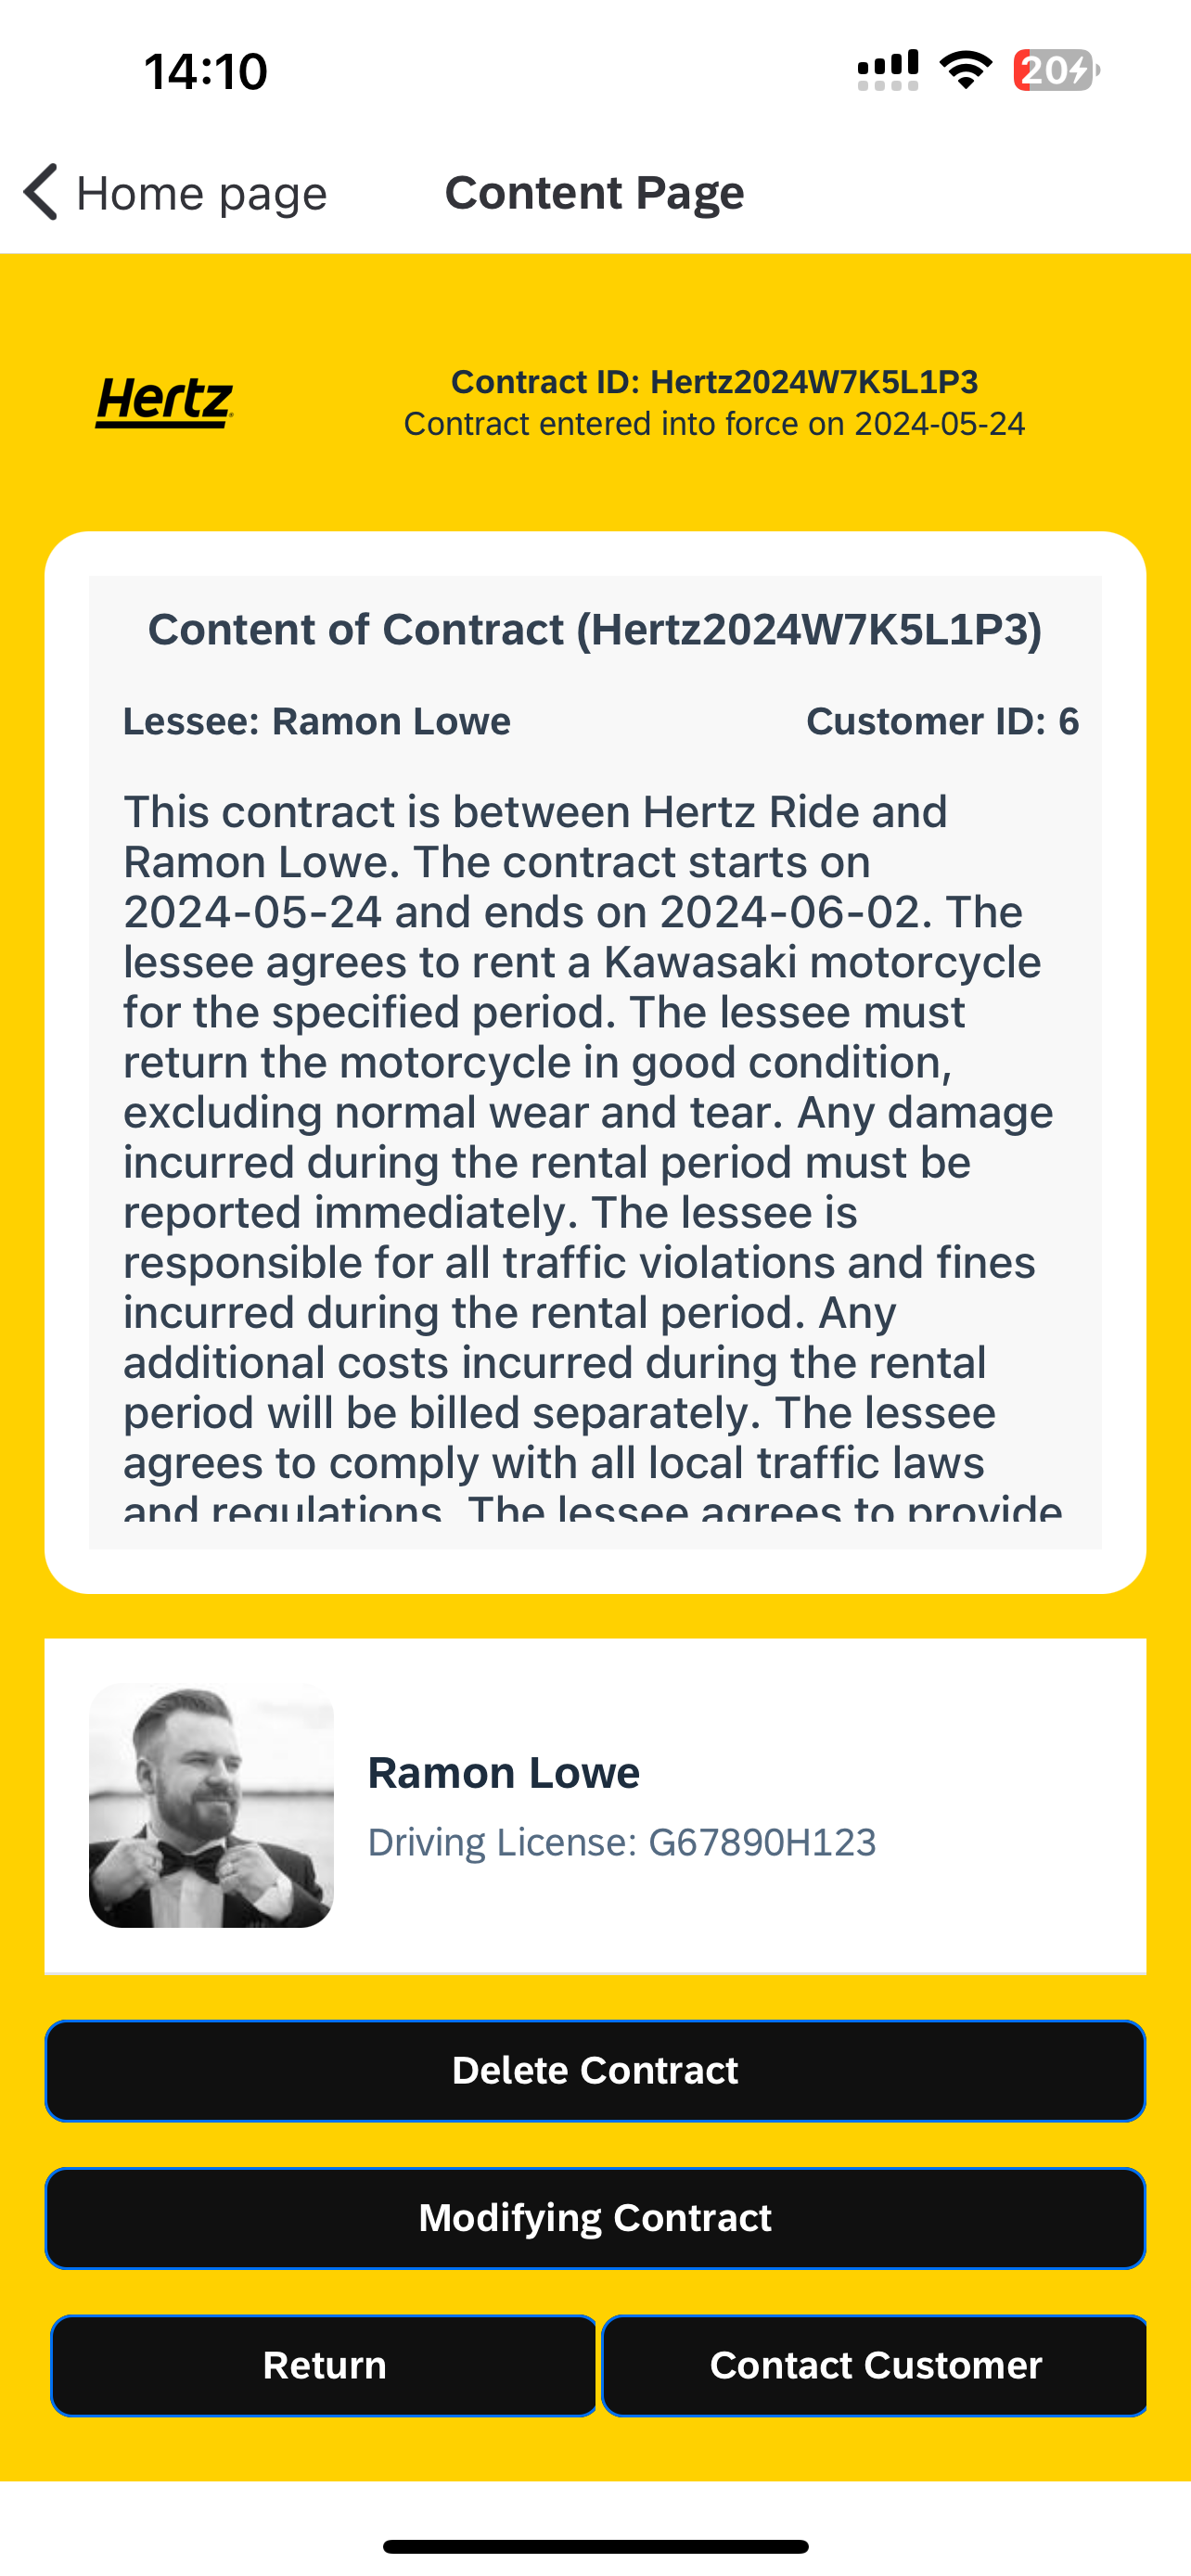 14:10
20
Home page
Content Page
Hertz
Contract ID: Hertz2024W7K5L1P3
Contract entered into force on 2024-05-24
Content of Contract (Hertz2024W7K5L1P3)
Lessee: Ramon Lowe
Customer ID: 6
This contract is between Hertz Ride and
Ramon Lowe. The contract starts on
2024-05-24 and ends on 2024-06-02. The
lessee agrees to rent a Kawasaki motorcycle
for the specified period. The lessee must
return the motorcycle in good condition,
excluding normal wear and tear. Any damage
incurred during the rental period must be
reported immediately. The lessee is
responsible for all traffic violations and fines
incurred during the rental period. Any
additional costs incurred during the rental
period will be billed separately. The lessee
agrees to comply with all local traffic laws
and regulations. The lessee agrees to provide
Ramon Lowe
Driving License: G67890H123
Delete Contract
Modifying Contract
Return
Contact Customer